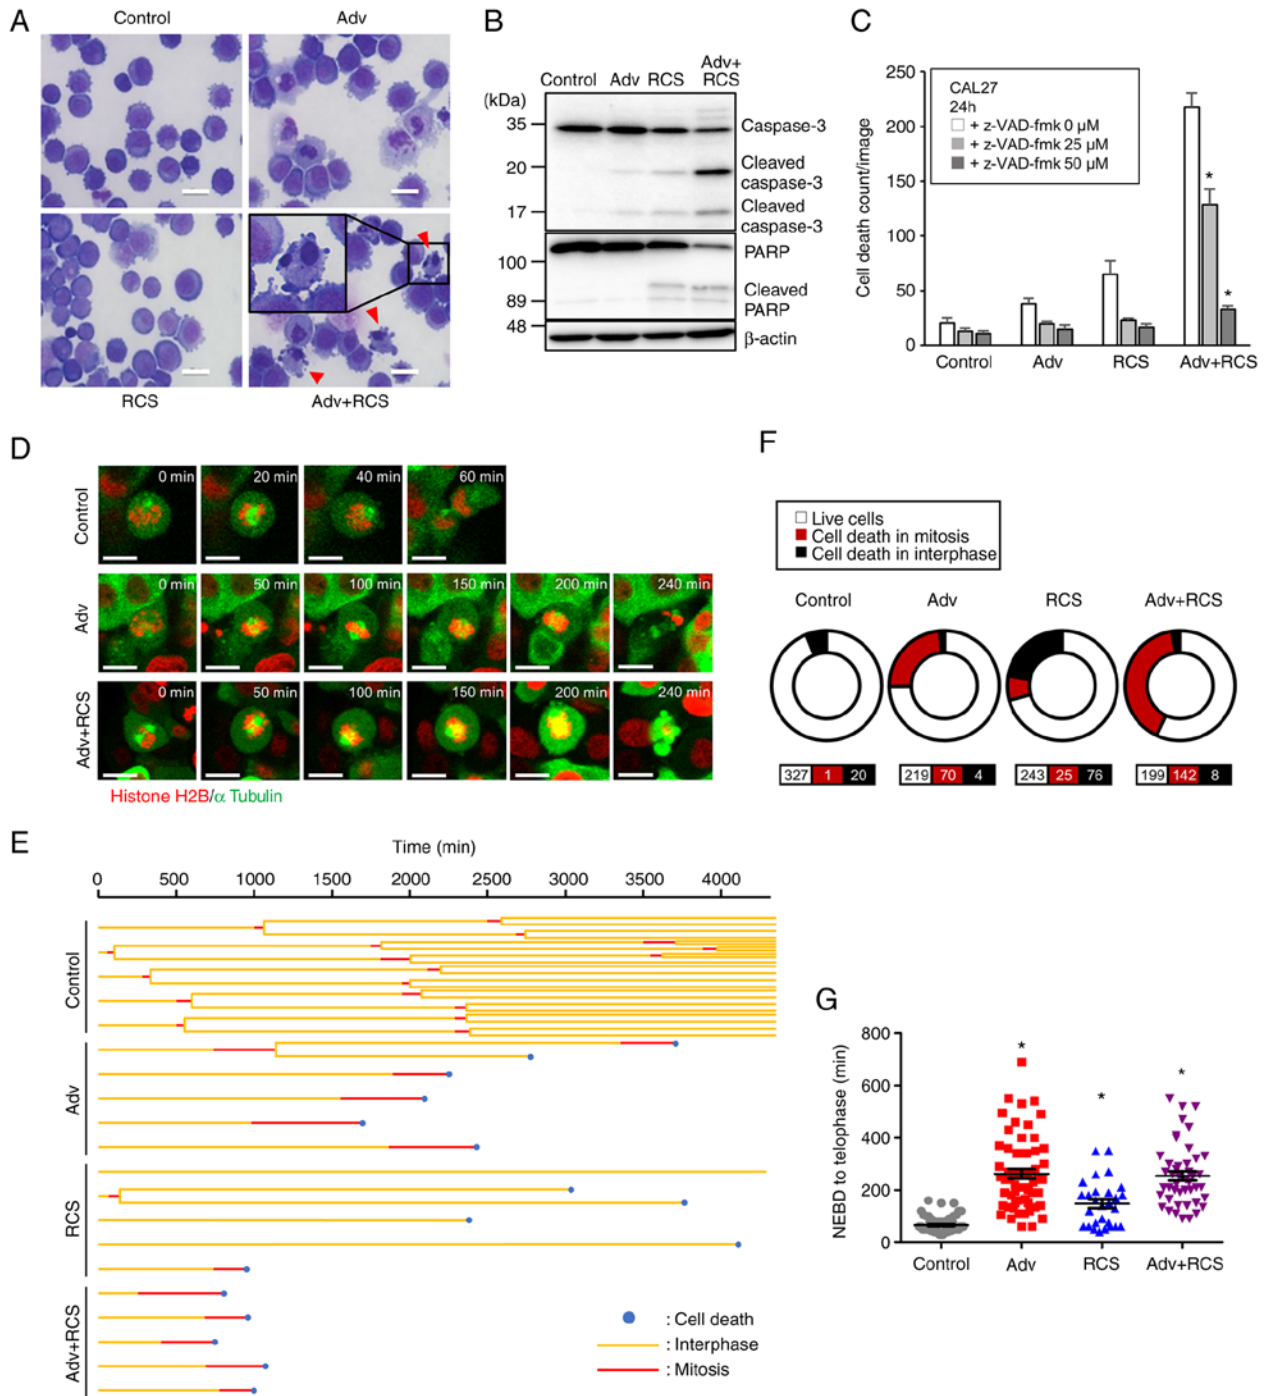 A
Control
Adv
RCS
Adv+RCS
B
Control Adv RCS Adv+
RCS
(kDa)
35
20
17
100
89
48
Caspase-3
Cleaved
caspase-3
Cleaved
caspase-3
PARP
Cleaved
PARP
β-actin
C
CAL27
24h
+ z-VAD-fmk 0 μM
+ z-VAD-fmk 25 μM
+ z-VAD-fmk 50 μM
Cell death count/image
250
200
150
100
50
0
* *
Control Adv RCS Adv+RCS
D
Control
0 min 20 min 40 min 60 min
Adv
0 min 50 min 100 min 150 min 200 min 240 min
Adv+RCS
0 min 50 min 100 min 150 min 200 min 240 min
Histone H2B/α Tubulin
F
Live cells
Cell death in mitosis
Cell death in interphase
Control Adv RCS Adv+RCS
327 1 20
219 70 4
243 25 76
199 142 8
E
Time (min)
0 500 1000 1500 2000 2500 3000 3500 4000
Control
Adv
RCS
Adv+RCS
: Cell death
: Interphase
: Mitosis
G
NEBD to telophase (min)
800
600
400
200
0
* * *
Control Adv RCS Adv+RCS